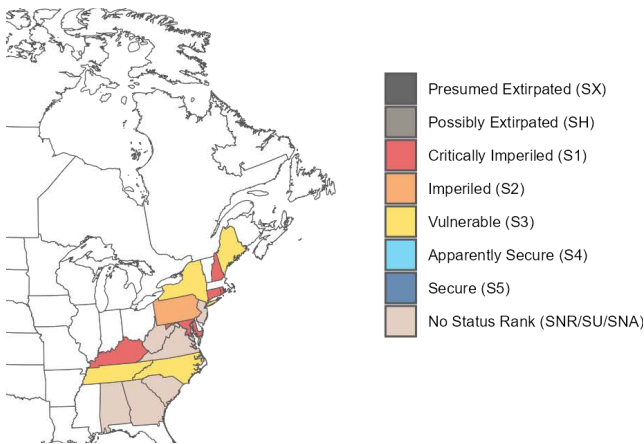 Presumed Extirpated (SX)
Possibly Extirpated (SH)
Critically Imperiled (S1)
Imperiled (S2)
Vulnerable (S3)
Apparently Secure (S4)
Secure (S5)
No Status Rank (SNR/SU/SNA)